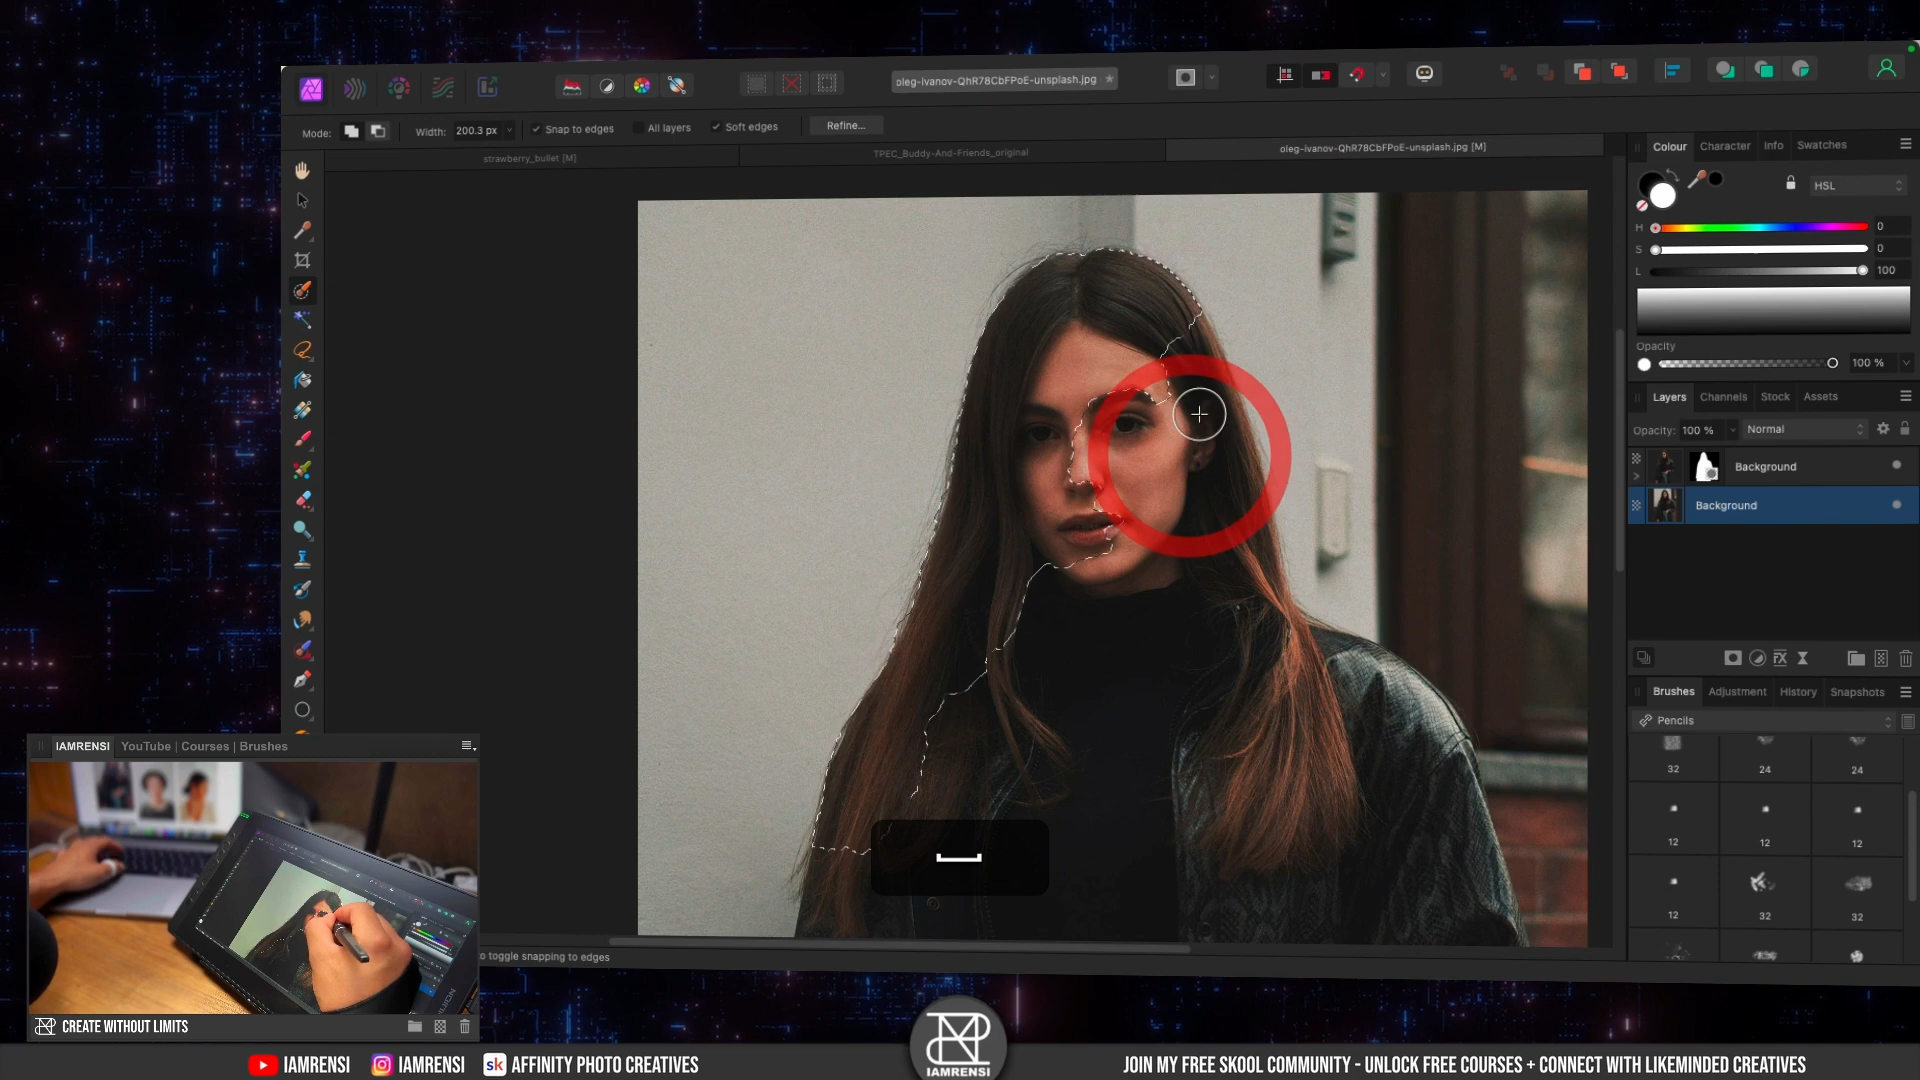 oleg-ivanov-QhR78CbFPoE-unsplash.jpg *
Mode:
Width: 200.3 px
Snap to edges
All layers
Soft edges
Refine...
strawberry_bullet [M]
TPEC_Buddy-And-Friends_original
oleg-ivanov-QhR78CbFPoE-unsplash.jpg [M]
Colour Character Info Swatches
HSL
H 0
S 0
L 100
Opacity
100 %
Layers Channels Stock Assets
Opacity: 100 % Normal
Background
Background
FX
Brushes Adjustment History Snapshots
Pencils
32 24 24
12 12 12
12 32 32
IAMRENSI YouTube | Courses | Brushes
HUION
CREATE WITHOUT LIMITS
o toggle snapping to edges
IAMRENSI
IAMRENSI
IAMRENSI
sk AFFINITY PHOTO CREATIVES
JOIN MY FREE SKOOL COMMUNITY - UNLOCK FREE COURSES + CONNECT WITH LIKEMINDED CREATIVES